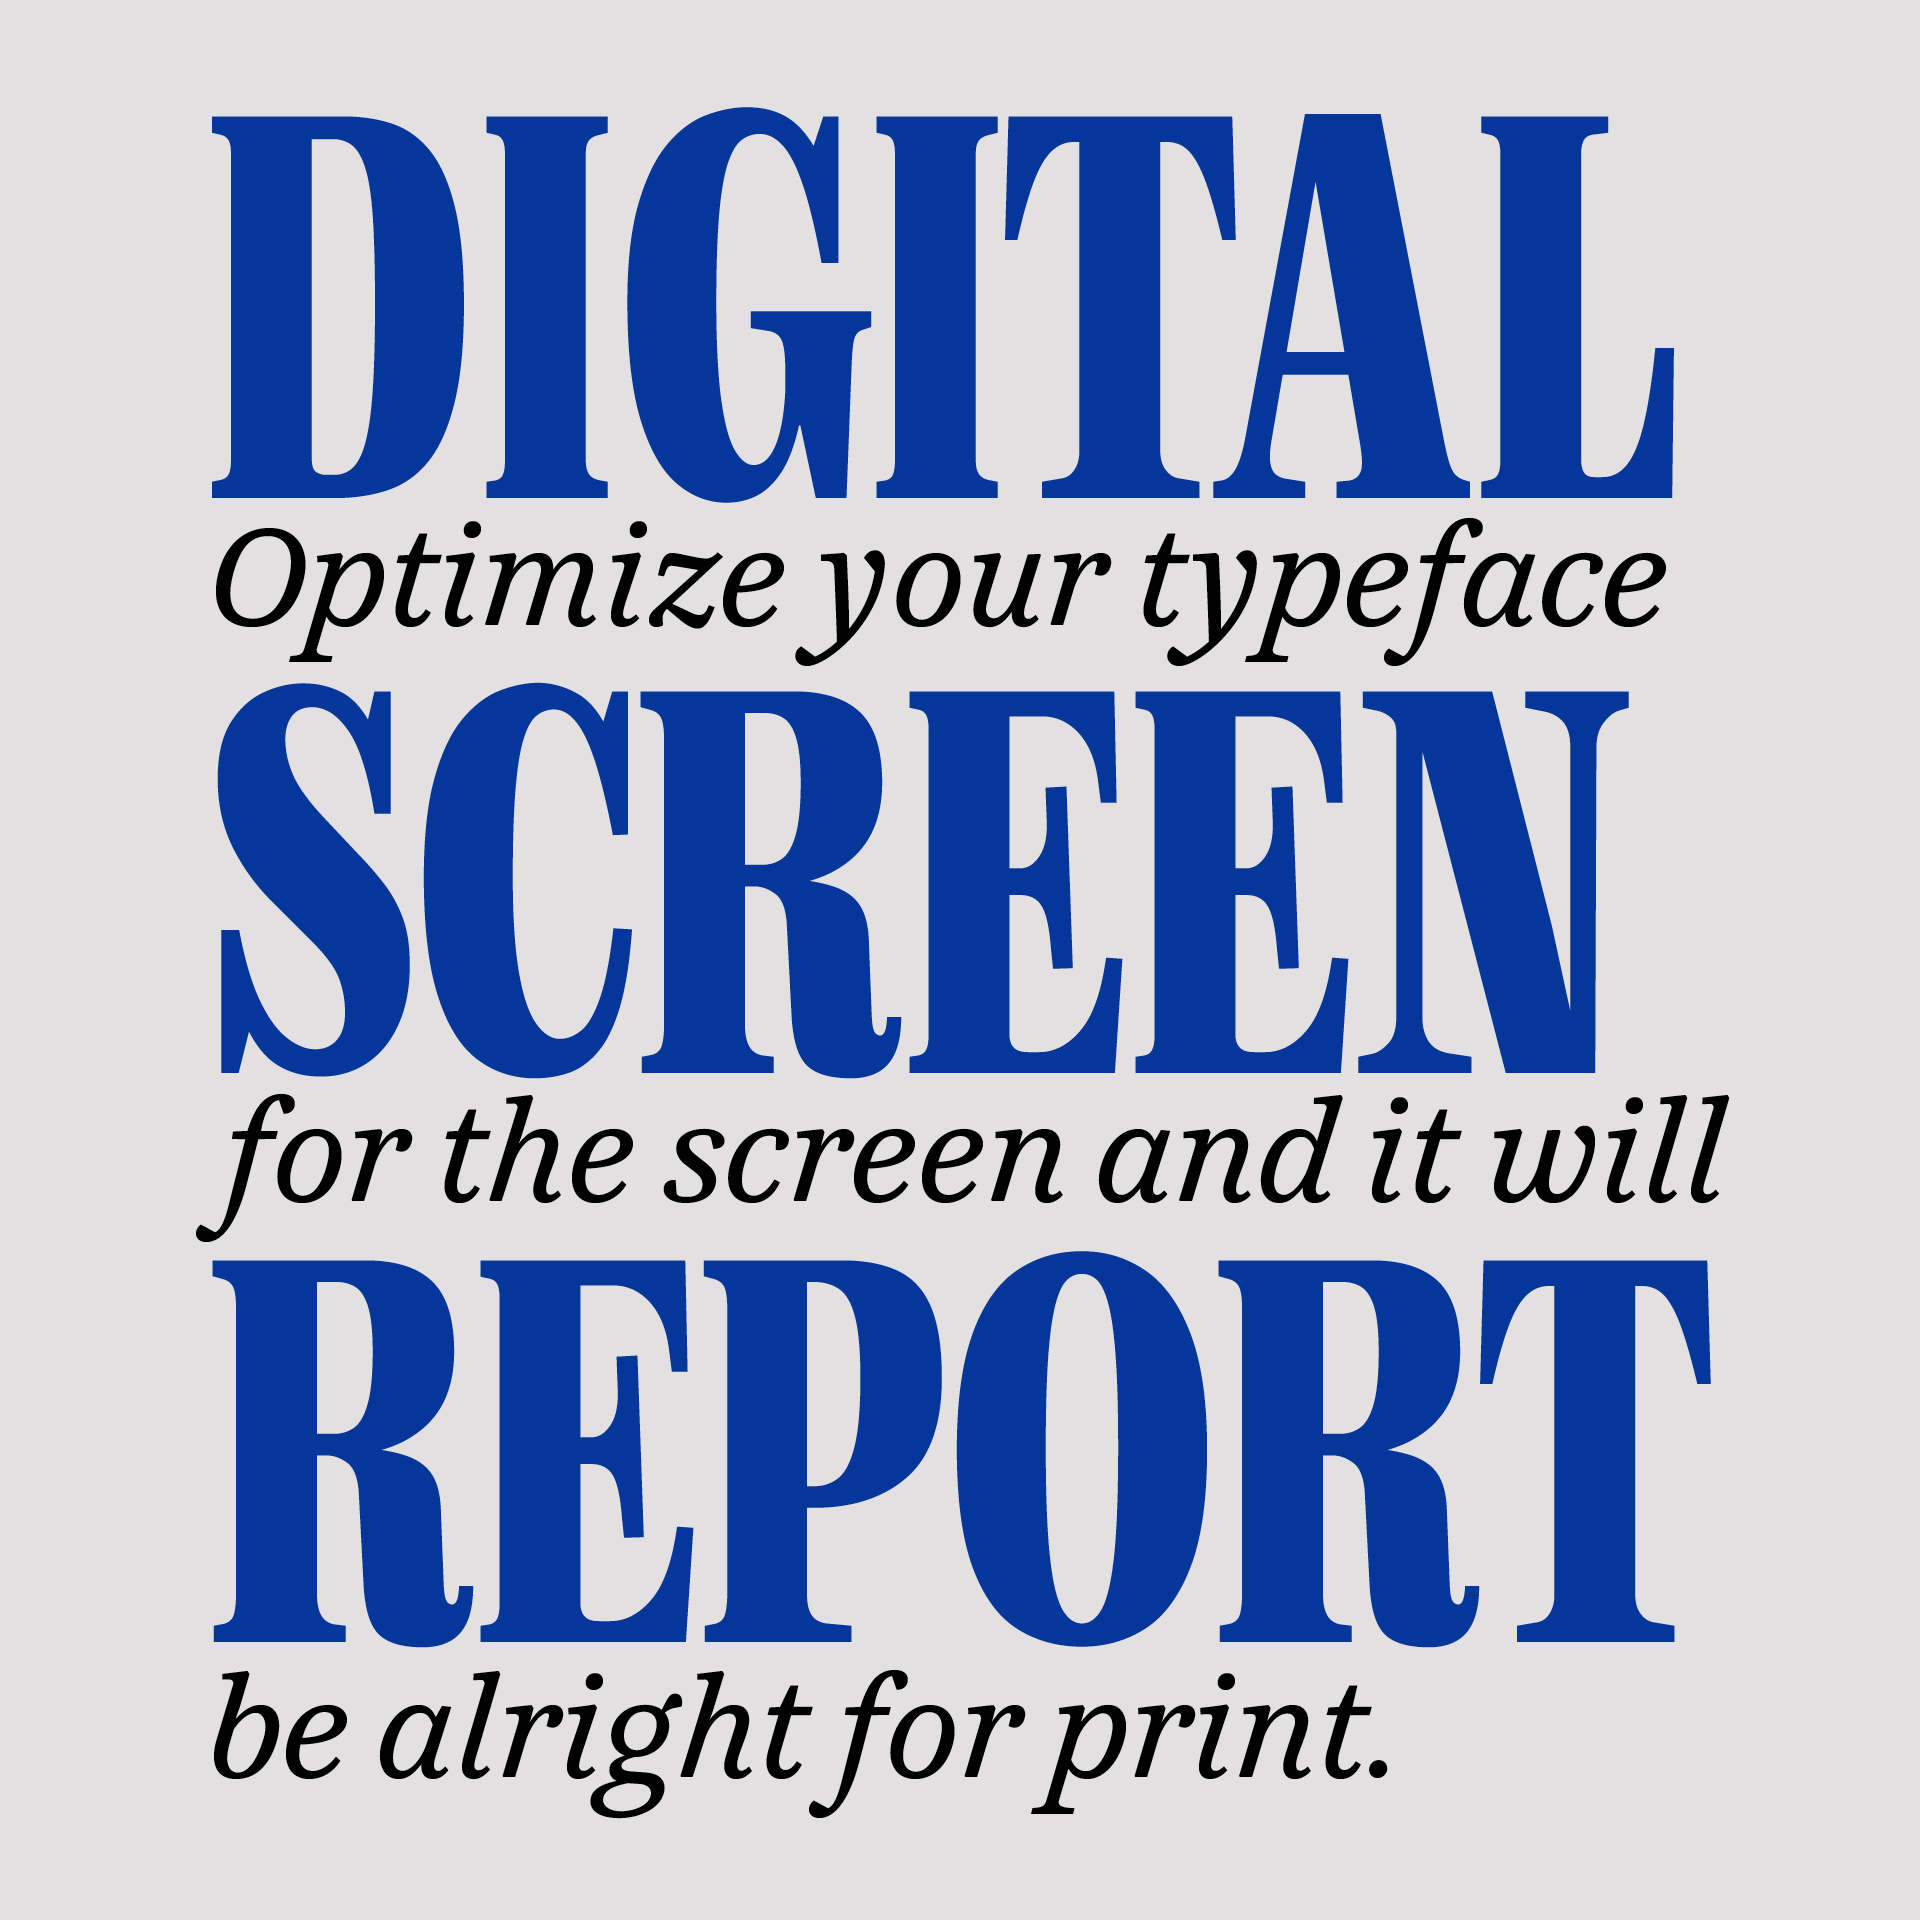 DIGITAL
Optimize your typeface
SCREEN
for the screen and it will
REPORT
be alright for print.